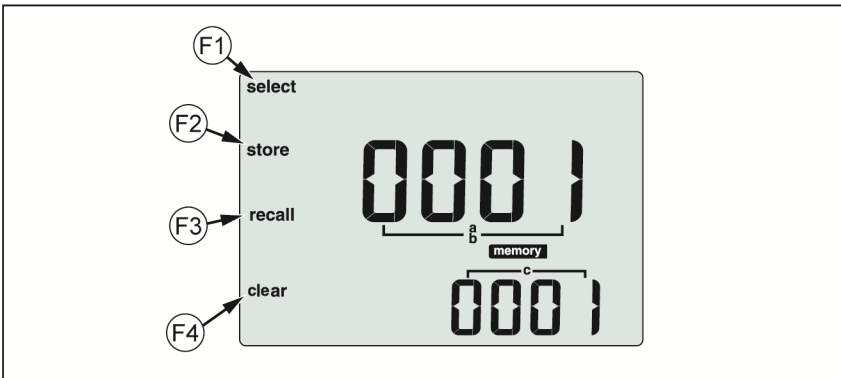 F1
select
F2
store
0001
F3
recall
a
b
memory
c
F4
clear
0001